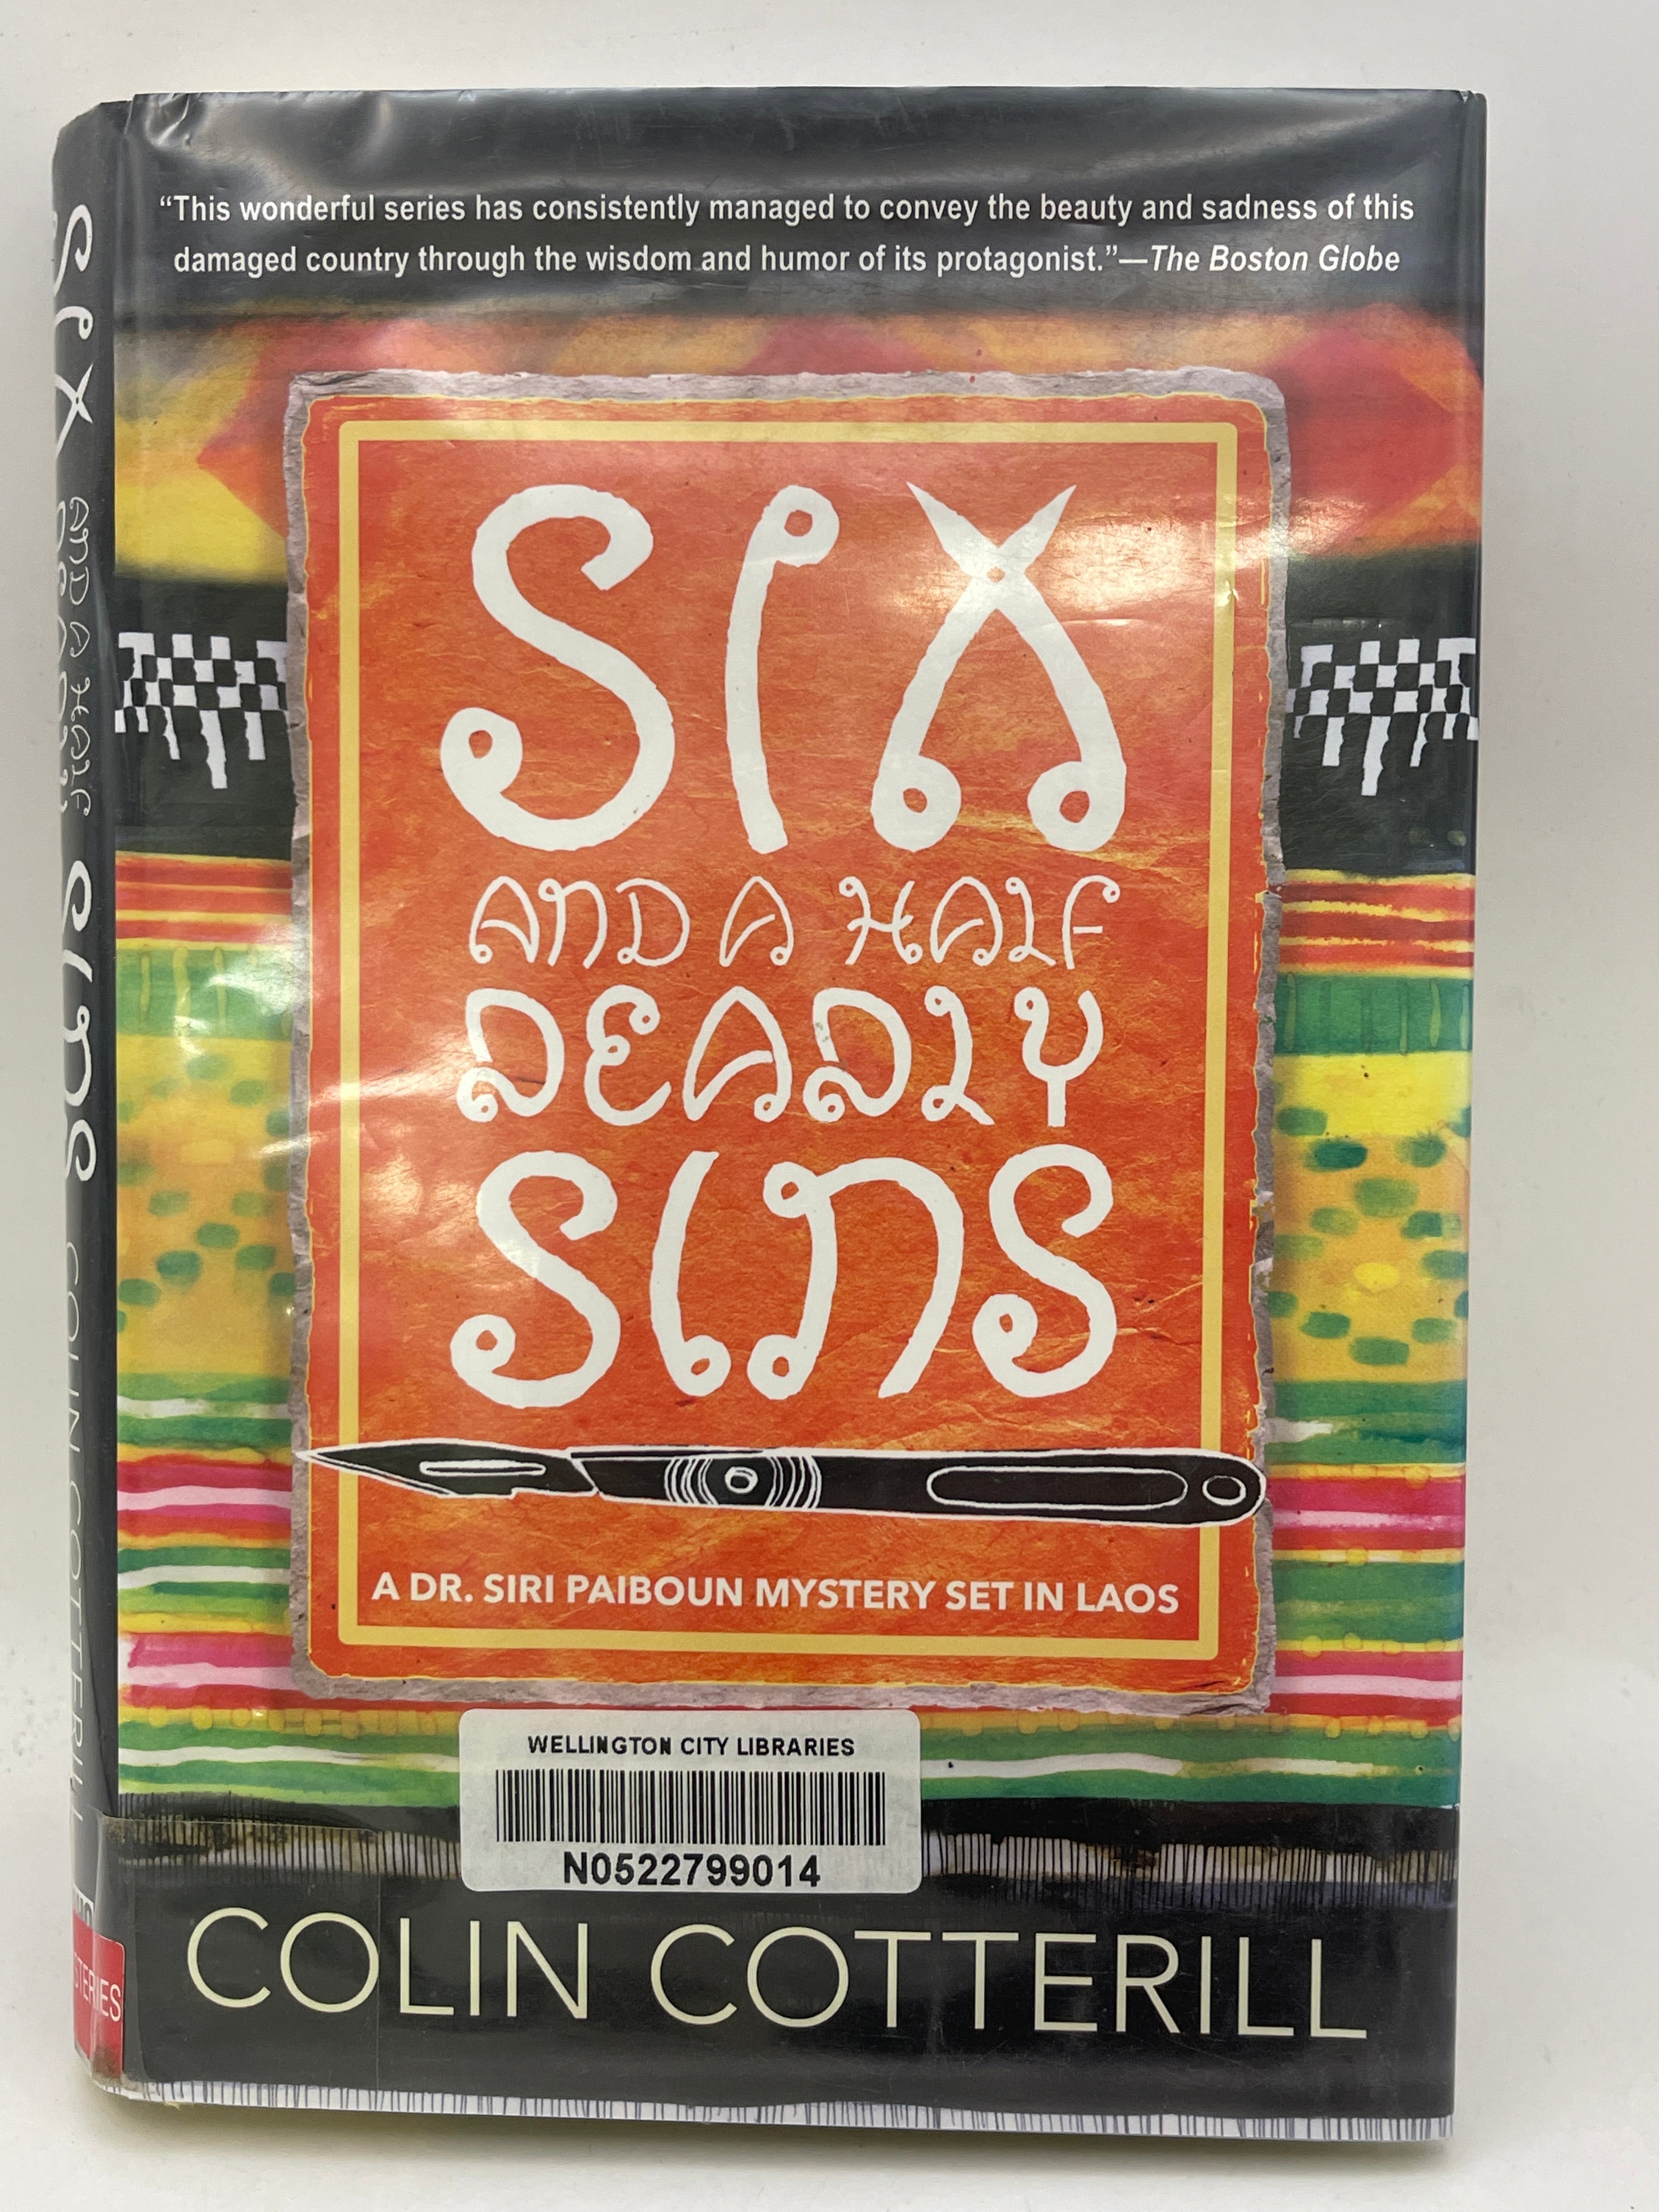 “This wonderful series has consistently managed to convey the beauty and sadness of this
damaged country through the wisdom and humor of its protagonist.”—The Boston Globe
SIX
AND A HALF
DEADLY
SINS
A DR. SIRI PAIBOUN MYSTERY SET IN LAOS
WELLINGTON CITY LIBRARIES
N0522799014
COLIN COTTERILL
SIX AND A HALF DEADLY SINS COLIN COTTERILL